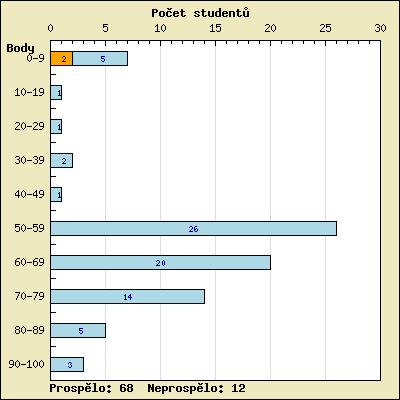 Počet studentů
0 5 10 15 20 25 30
Body
0-9 2 5
10-19 1
20-29 1
30-39 2
40-49 1
50-59 26
60-69 20
70-79 14
80-89 5
90-100 3
Prospělo: 68 Neprospělo: 12